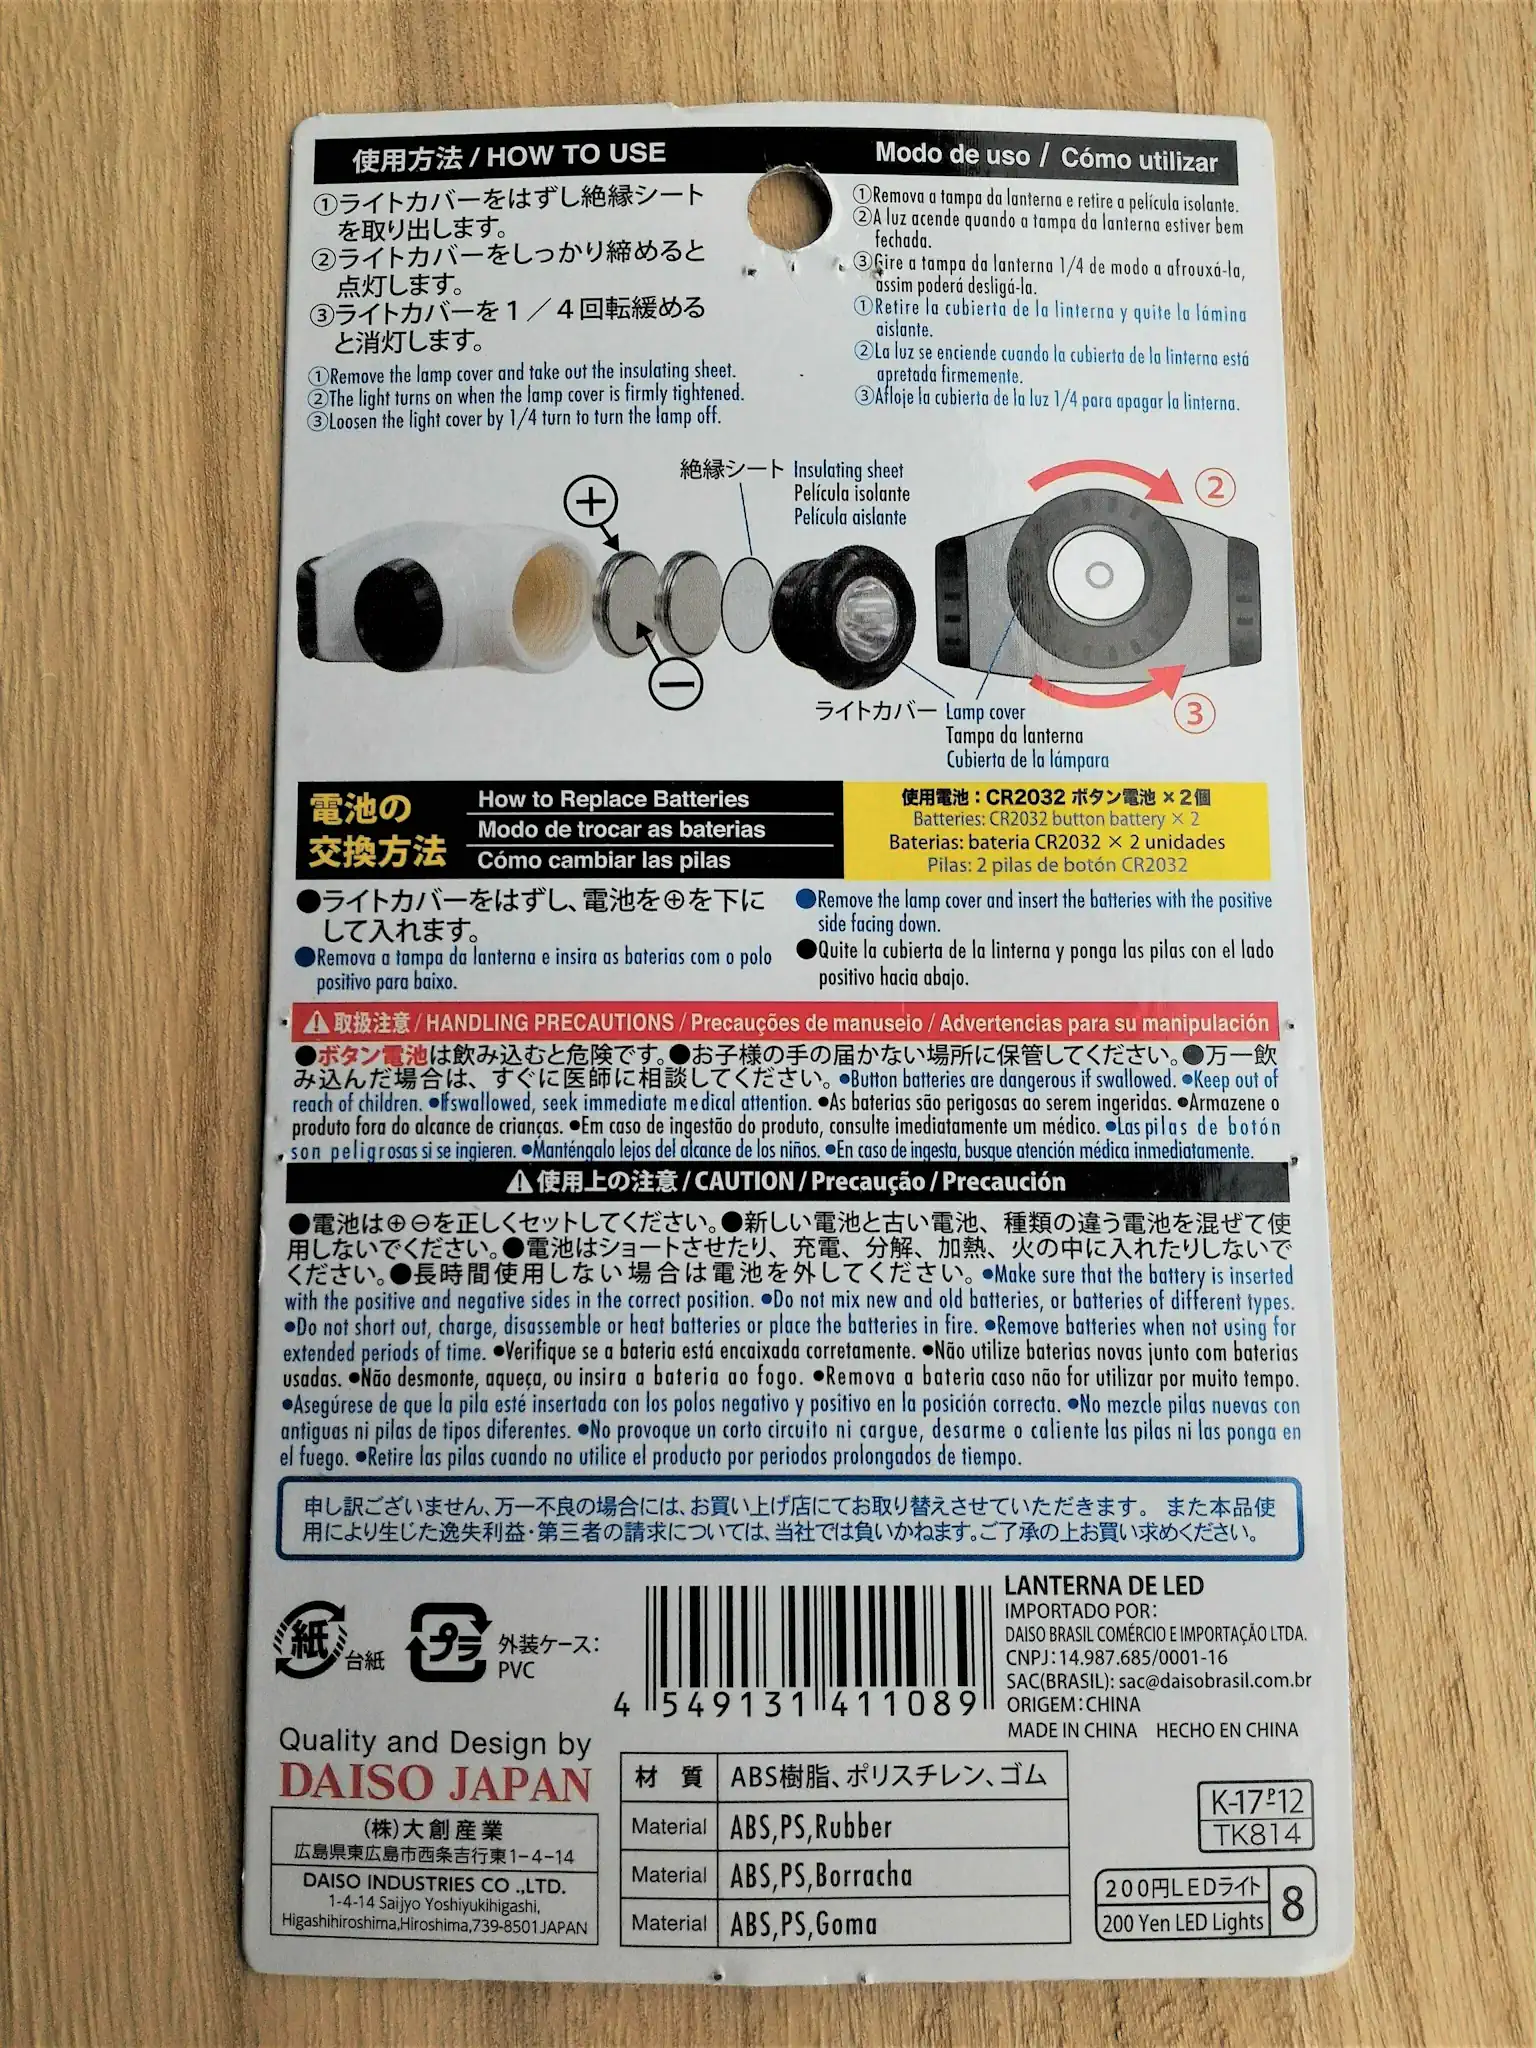 使用方法 / HOW TO USE
Modo de uso / Cómo utilizar
①ライトカバーをはずし絶縁シート
を取り出します。
②ライトカバーをしっかり締めると
点灯します。
③ライトカバーを1／4回転緩める
と消灯します。
①Remove the lamp cover and take out the insulating sheet.
②The light turns on when the lamp cover is firmly tightened.
③Loosen the light cover by 1/4 turn to turn the lamp off.
①Remova a tampa da lanterna e retire a película isolante.
②A luz acende quando a tampa da lanterna estiver bem
fechada.
③Gire a tampa da lanterna 1/4 de modo a afrouxá-la,
assim poderá desligá-la.
①Retire la cubierta de la linterna y quite la lámina
aislante.
②La luz se enciende cuando la cubierta de la linterna está
apretada firmemente.
③Afloje la cubierta de la luz 1/4 para apagar la linterna.
絶縁シート Insulating sheet
Película isolante
Película aislante
+
−
②
③
ライトカバー Lamp cover
Tampa da lanterna
Cubierta de la lámpara
電池の
交換方法
How to Replace Batteries
Modo de trocar as baterias
Cómo cambiar las pilas
使用電池：CR2032 ボタン電池×2個
Batteries: CR2032 button battery × 2
Baterias: bateria CR2032 × 2 unidades
Pilas: 2 pilas de botón CR2032
●ライトカバーをはずし、電池を⊕を下に
して入れます。
●Remova a tampa da lanterna e insira as baterias com o polo
positivo para baixo.
●Remove the lamp cover and insert the batteries with the positive
side facing down.
●Quite la cubierta de la linterna y ponga las pilas con el lado
positivo hacia abajo.
⚠取扱注意 / HANDLING PRECAUTIONS / Precauções de manuseio / Advertencias para su manipulación
●ボタン電池は飲み込むと危険です。●お子様の手の届かない場所に保管してください。●万一飲
み込んだ場合は、すぐに医師に相談してください。●Button batteries are dangerous if swallowed. ●Keep out of
reach of children. ●If swallowed, seek immediate medical attention. ●As baterias são perigosas ao serem ingeridas. ●Armazene o
produto fora do alcance de crianças. ●Em caso de ingestão do produto, consulte imediatamente um médico. ●Las pilas de botón
son peligrosas si se ingieren. ●Manténgalo lejos del alcance de los niños. ●En caso de ingesta, busque atención médica inmediatamente.
⚠使用上の注意 / CAUTION / Precaução / Precaución
●電池は⊕⊖を正しくセットしてください。●新しい電池と古い電池、種類の違う電池を混ぜて使
用しないでください。●電池はショートさせたり、充電、分解、加熱、火の中に入れたりしないで
ください。●長時間使用しない場合は電池を外してください。●Make sure that the battery is inserted
with the positive and negative sides in the correct position. ●Do not mix new and old batteries, or batteries of different types.
●Do not short out, charge, disassemble or heat batteries or place the batteries in fire. ●Remove batteries when not using for
extended periods of time. ●Verifique se a bateria está encaixada corretamente. ●Não utilize baterias novas junto com baterias
usadas. ●Não desmonte, aqueça, ou insira a bateria ao fogo. ●Remova a bateria caso não for utilizar por muito tempo.
●Asegúrese de que la pila esté insertada con los polos negativo y positivo en la posición correcta. ●No mezcle pilas nuevas con
antiguas ni pilas de tipos diferentes. ●No provoque un corto circuito ni cargue, desarme o caliente las pilas ni las ponga en
el fuego. ●Retire las pilas cuando no utilice el producto por periodos prolongados de tiempo.
申し訳ございません、万一不良の場合には、お買い上げ店にてお取り替えさせていただきます。 また本品使
用により生じた逸失利益・第三者の請求については、当社では負いかねます。ご了承の上お買い求めください。
紙 台紙
プラ 外装ケース：
PVC
4 549131 411089
LANTERNA DE LED
IMPORTADO POR:
DAISO BRASIL COMÉRCIO E IMPORTAÇÃO LTDA.
CNPJ:14.987.685/0001-16
SAC(BRASIL): sac@daisobrasil.com.br
ORIGEM:CHINA
MADE IN CHINA HECHO EN CHINA
Quality and Design by
DAISO JAPAN
(株)大創産業
広島県東広島市西条吉行東1-4-14
DAISO INDUSTRIES CO .,LTD.
1-4-14 Saijyo Yoshiyukihigashi,
Higashihiroshima,Hiroshima,739-8501JAPAN
材 質 ABS樹脂、ポリスチレン、ゴム
Material ABS,PS,Rubber
Material ABS,PS,Borracha
Material ABS,PS,Goma
K-17 P 12
TK814
200円LEDライト
200 Yen LED Lights
8